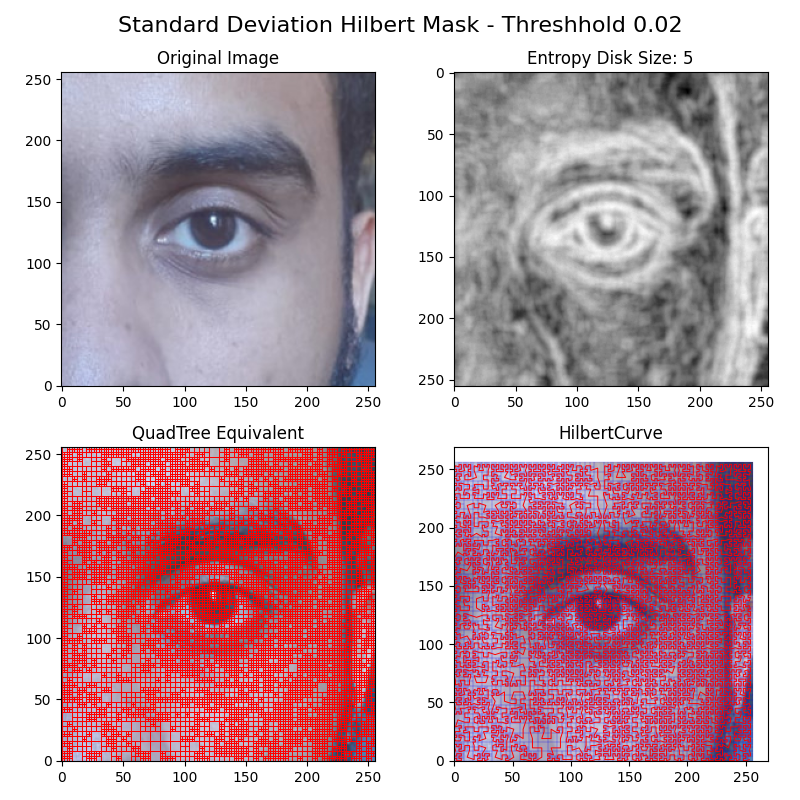 Standard Deviation Hilbert Mask - Threshhold 0.02
Original Image
Entropy Disk Size: 5
250
200
150
100
50
0
0 50 100 150 200 250
0
50
100
150
200
250
0 50 100 150 200 250
QuadTree Equivalent
HilbertCurve
250
200
150
100
50
0
0 50 100 150 200 250
250
200
150
100
50
0
0 50 100 150 200 250